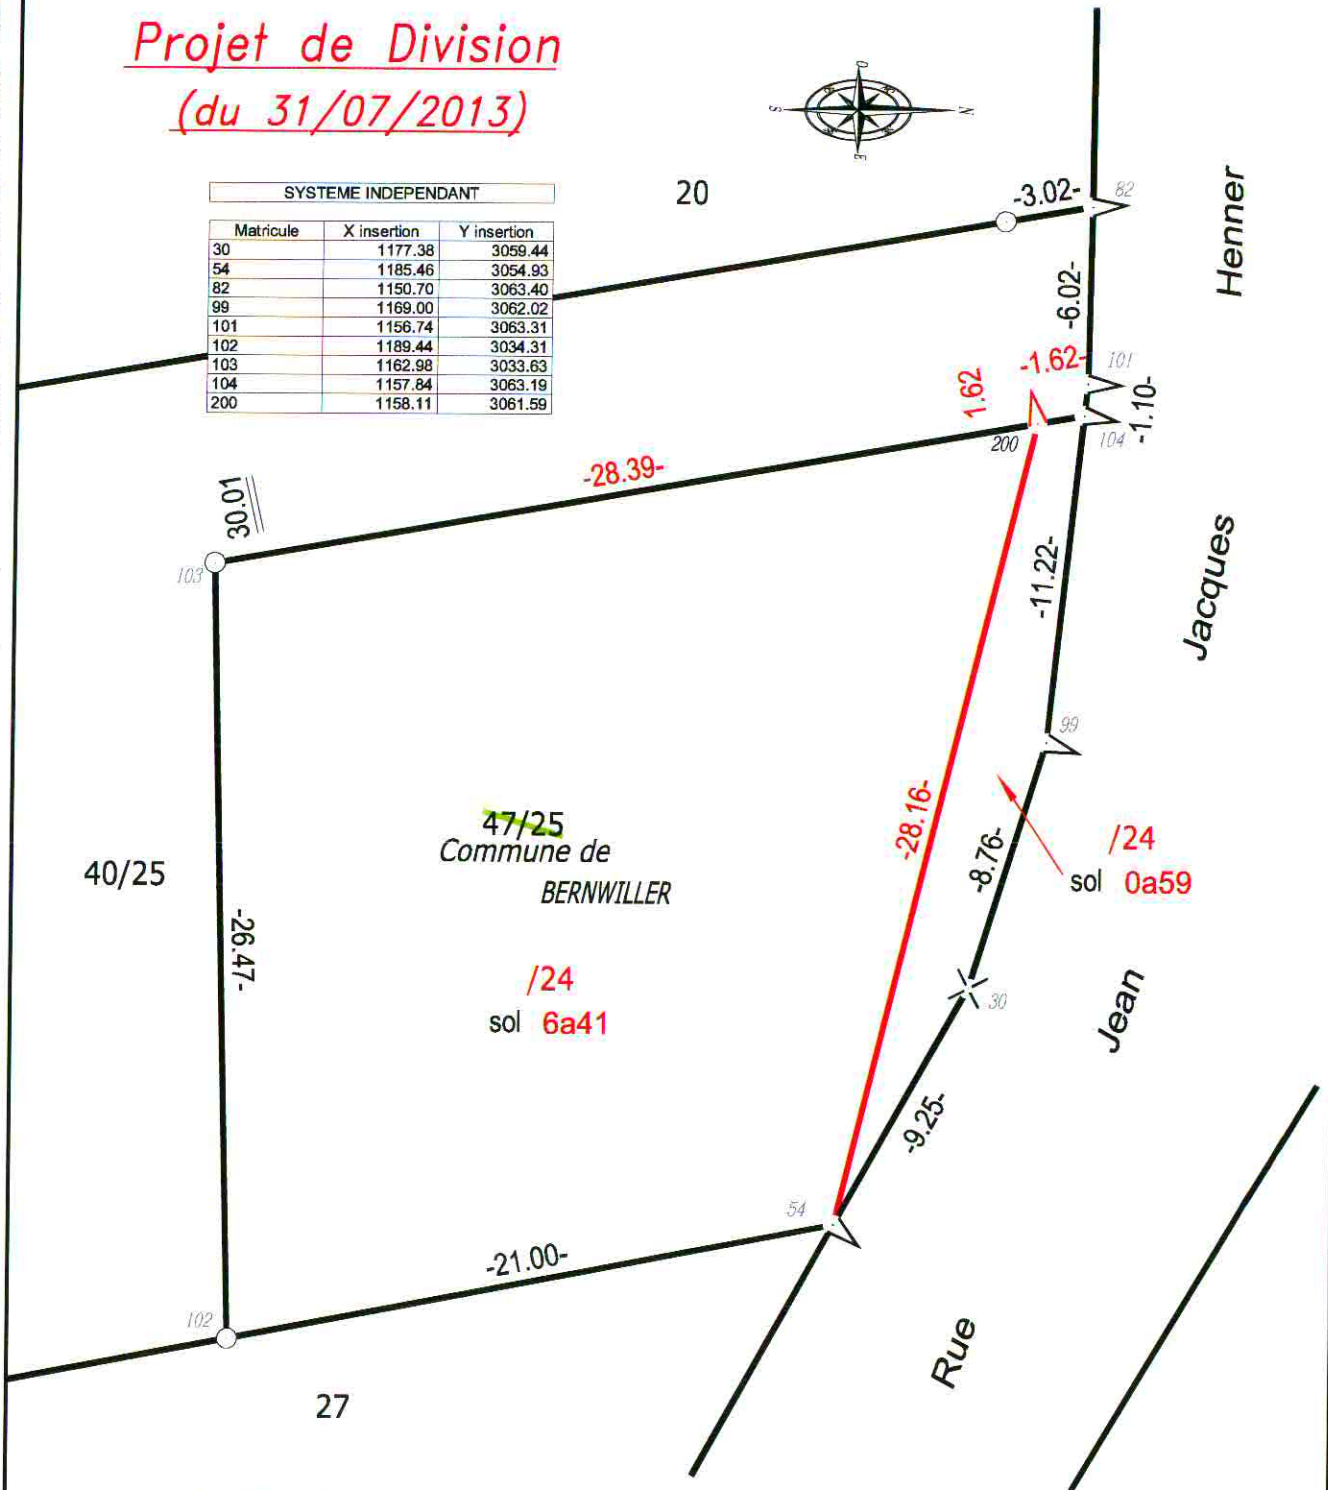 Projet de Division
(du 31/07/2013)
O
S
N
E
SYSTEME INDEPENDANT
Matricule X insertion Y insertion
30 1177.38 3059.44
54 1185.46 3054.93
82 1150.70 3063.40
99 1169.00 3062.02
101 1156.74 3063.31
102 1189.44 3034.31
103 1162.98 3033.63
104 1157.84 3063.19
200 1158.11 3061.59
20
-3.02-
82
Henner
-6.02-
1.62
-1.62-
101
-1.10-
104
200
-28.39-
30.01
103
-11.22-
Jacques
99
47/25
Commune de
BERNWILLER
40/25
-28.16-
-8.76-
/24
sol 0a59
-26.47-
/24
sol 6a41
30
Jean
-9.25-
54
-21.00-
102
Rue
27